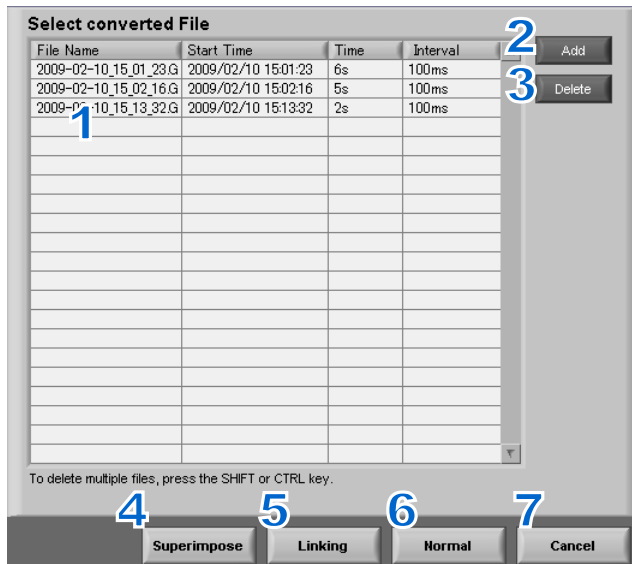 Select converted File
File Name Start Time Time Interval
2009-02-10_15_01_23.G 2009/02/10 15:01:23 6s 100ms
2009-02-10_15_02_16.G 2009/02/10 15:02:16 5s 100ms
2009-02-10_15_13_32.G 2009/02/10 15:13:32 2s 100ms
1
2 Add
3 Delete
To delete multiple files, press the SHIFT or CTRL key.
4 5 6 7
Superimpose Linking Normal Cancel